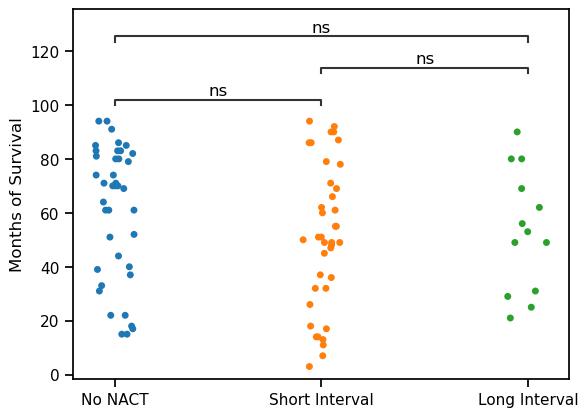 ns
ns
ns
Months of Survival
120
100
80
60
40
20
0
No NACT
Short Interval
Long Interval